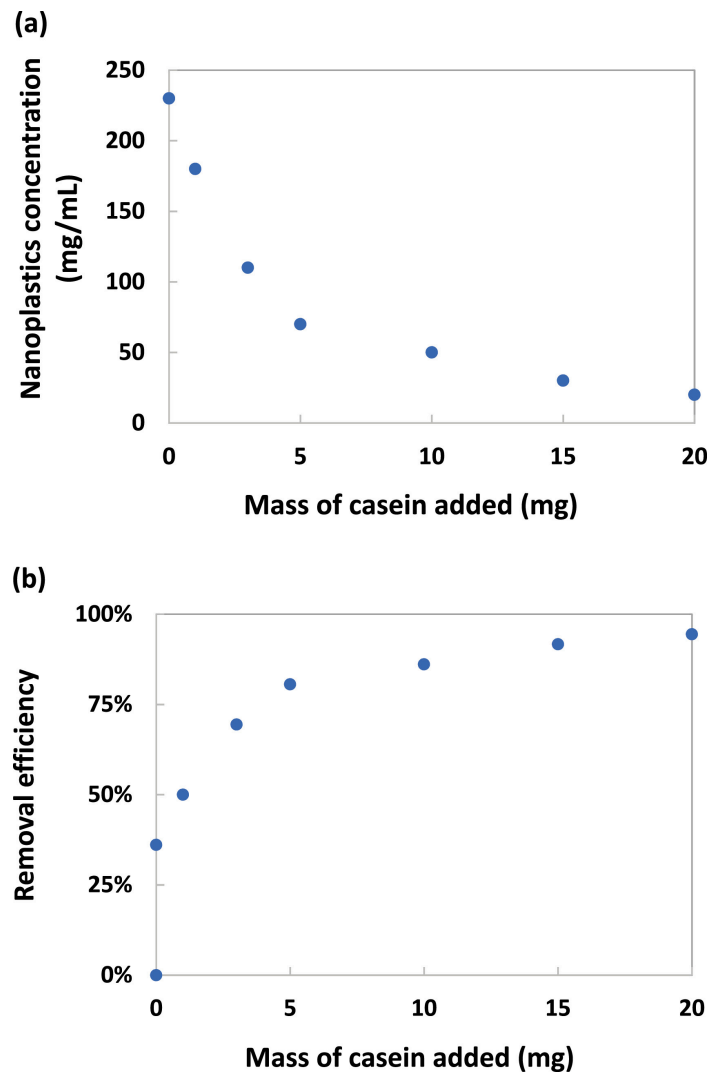 (a)
Nanoplastics concentration
(mg/mL)
250
200
150
100
50
0
0 5 10 15 20
Mass of casein added (mg)
(b)
Removal efficiency
100%
75%
50%
25%
0%
0 5 10 15 20
Mass of casein added (mg)